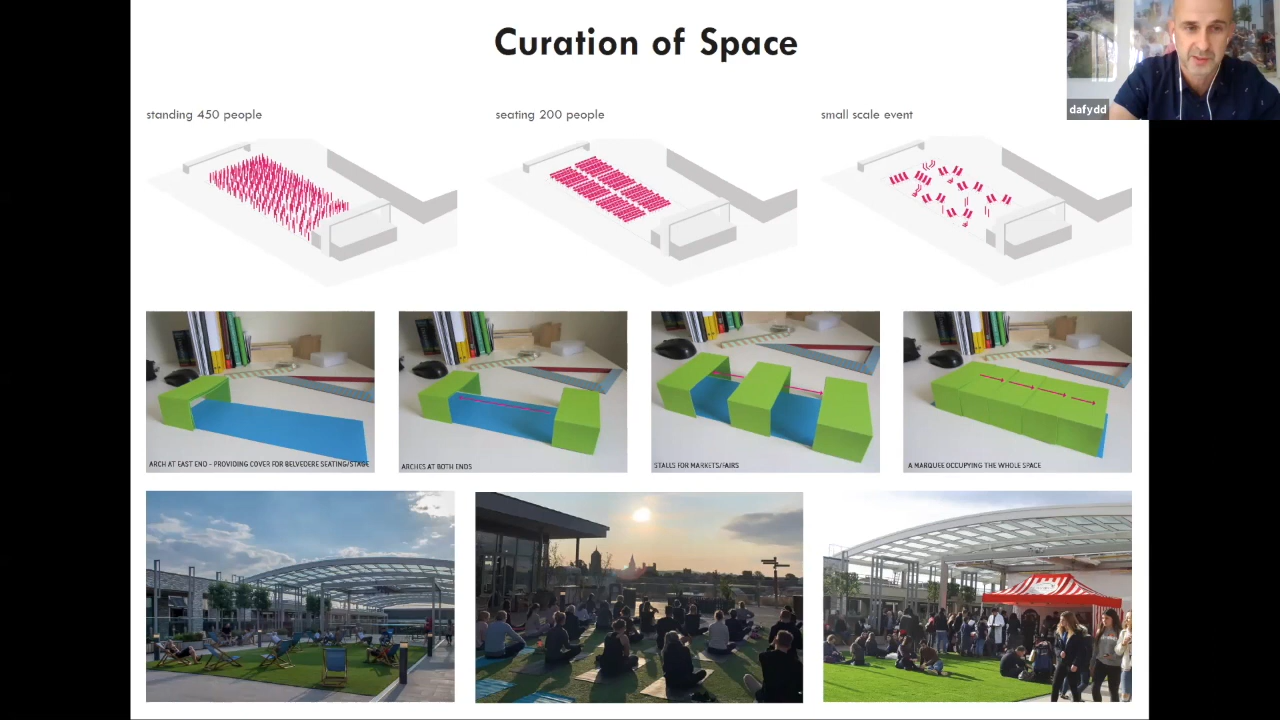 Curation of Space
dafydd
standing 450 people
seating 200 people
small scale event
ARCH AT EAST END - PROVIDING COVER FOR BELVEDERE SEATING/STAGE
ARCHES AT BOTH ENDS
STALLS FOR MARKETS/FAIRS
A MARQUEE OCCUPYING THE WHOLE SPACE